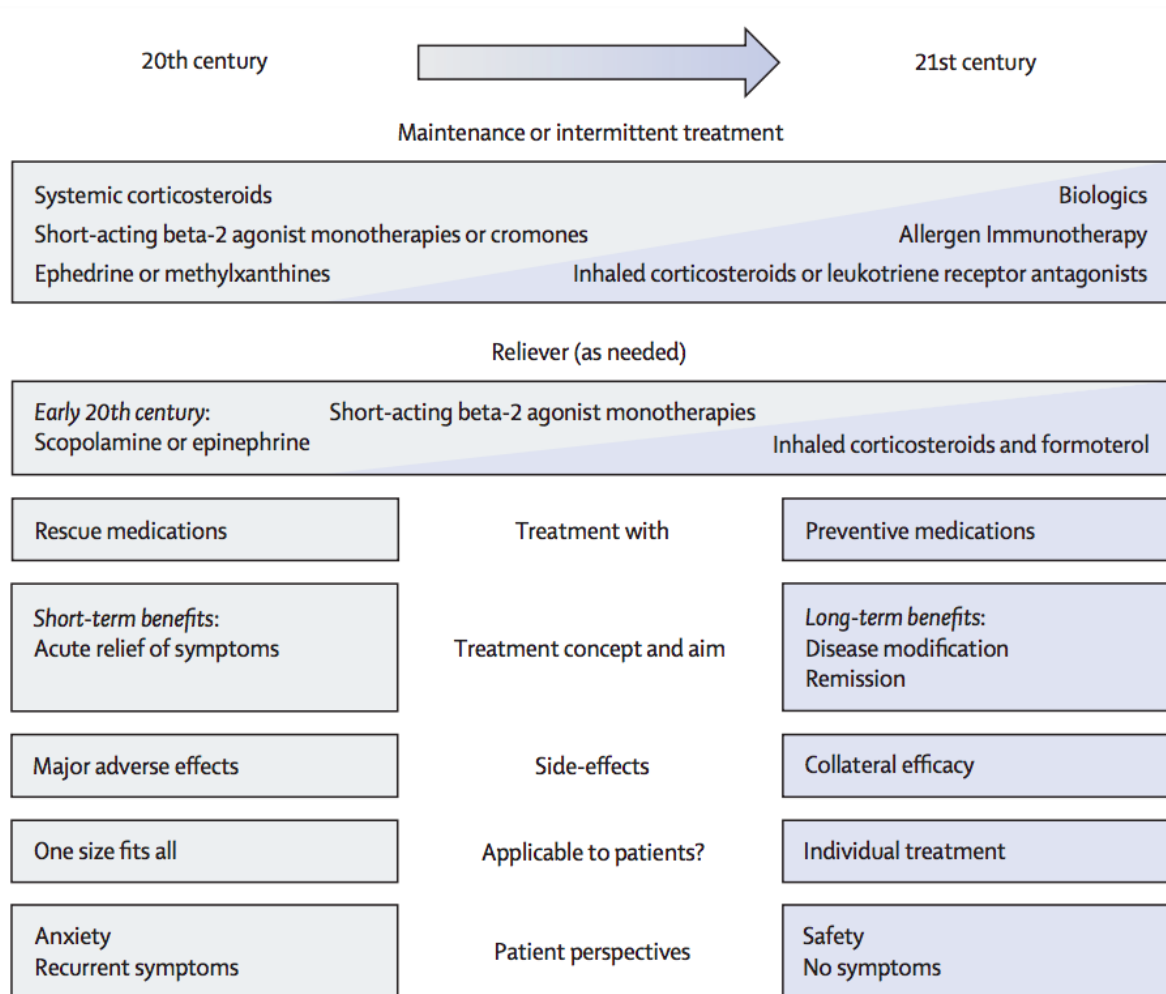 20th century
21st century
Maintenance or intermittent treatment
Systemic corticosteroids
Biologics
Short-acting beta-2 agonist monotherapies or cromones
Allergen Immunotherapy
Ephedrine or methylxanthines
Inhaled corticosteroids or leukotriene receptor antagonists
Reliever (as needed)
Early 20th century:
Short-acting beta-2 agonist monotherapies
Scopolamine or epinephrine
Inhaled corticosteroids and formoterol
Rescue medications
Treatment with
Preventive medications
Short-term benefits:
Acute relief of symptoms
Treatment concept and aim
Long-term benefits:
Disease modification
Remission
Major adverse effects
Side-effects
Collateral efficacy
One size fits all
Applicable to patients?
Individual treatment
Anxiety
Recurrent symptoms
Patient perspectives
Safety
No symptoms